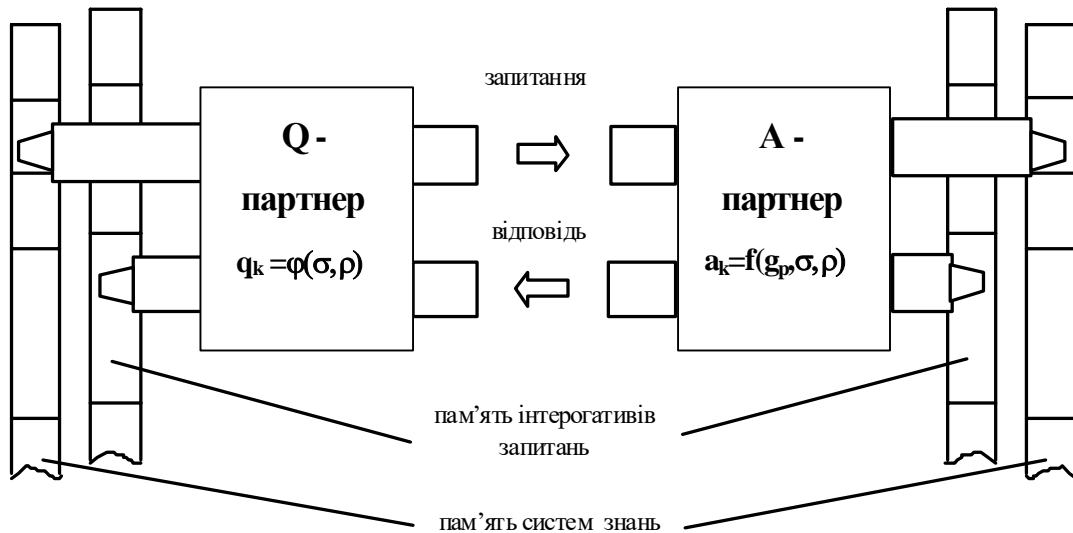 запитання
Q -
партнер
qk =φ(σ,ρ)
A -
партнер
ak=f(gp,σ,ρ)
відповідь
пам’ять інтерогативів
запитань
пам’ять систем знань